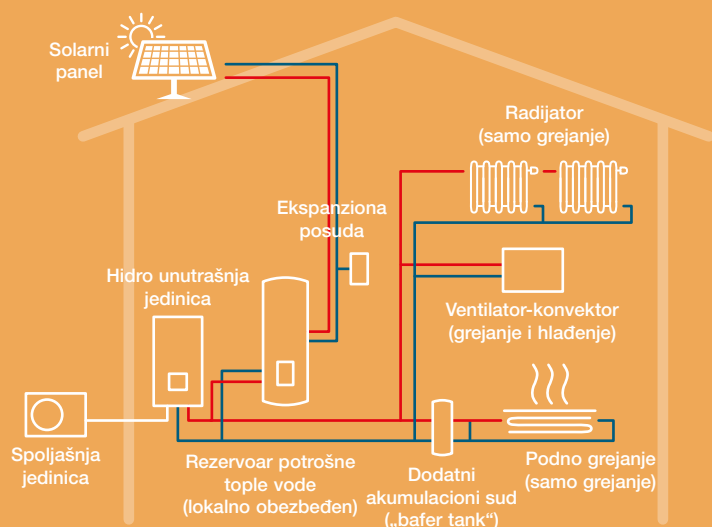 Solarni
panel
Radijator
(samo grejanje)
Ekspanziona
posuda
Hidro unutrašnja
jedinica
Ventilator-konvektor
(grejanje i hlađenje)
Spoljašnja
jedinica
Rezervoar potrošne
tople vode
(lokalno obezbeđen)
Dodatni
akumulacioni sud
(„bafer tank“)
Podno grejanje
(samo grejanje)